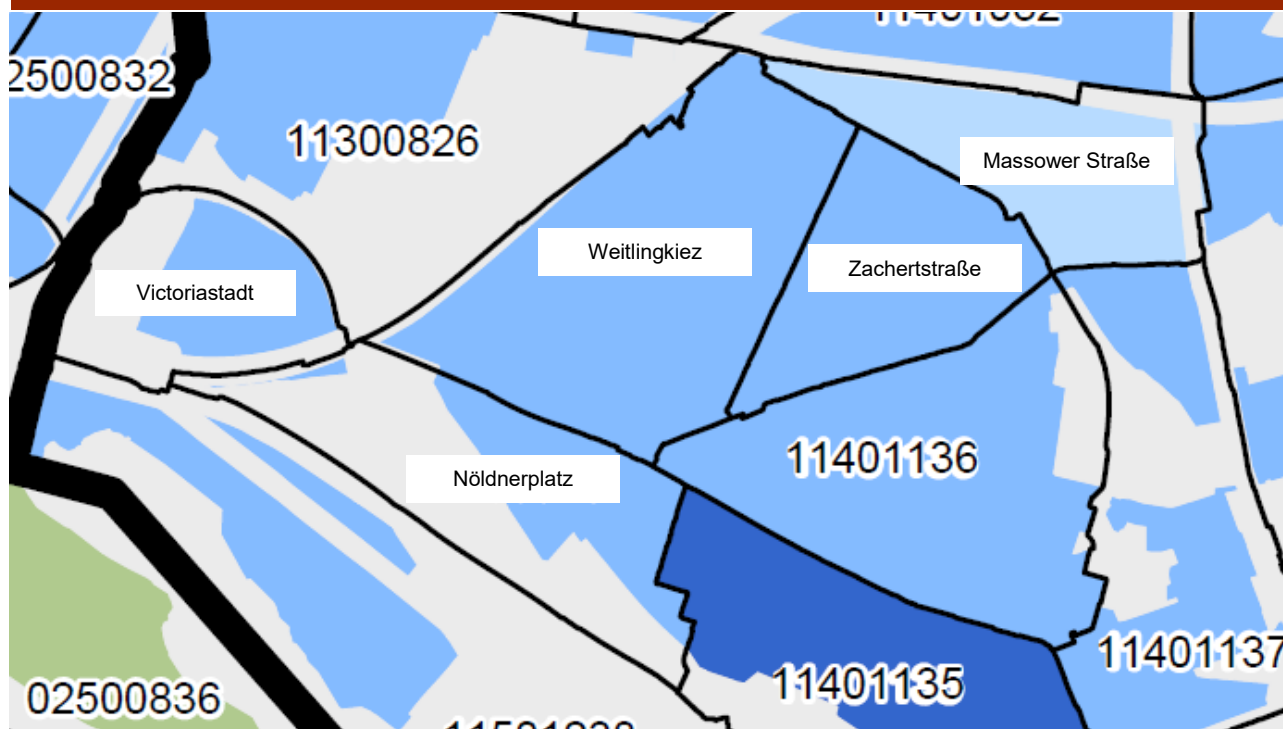 2500832
11300826
Massower Straße
Weitlingkiez
Zachertstraße
Victoriastadt
11401136
Nöldnerplatz
11401137
11401135
02500836